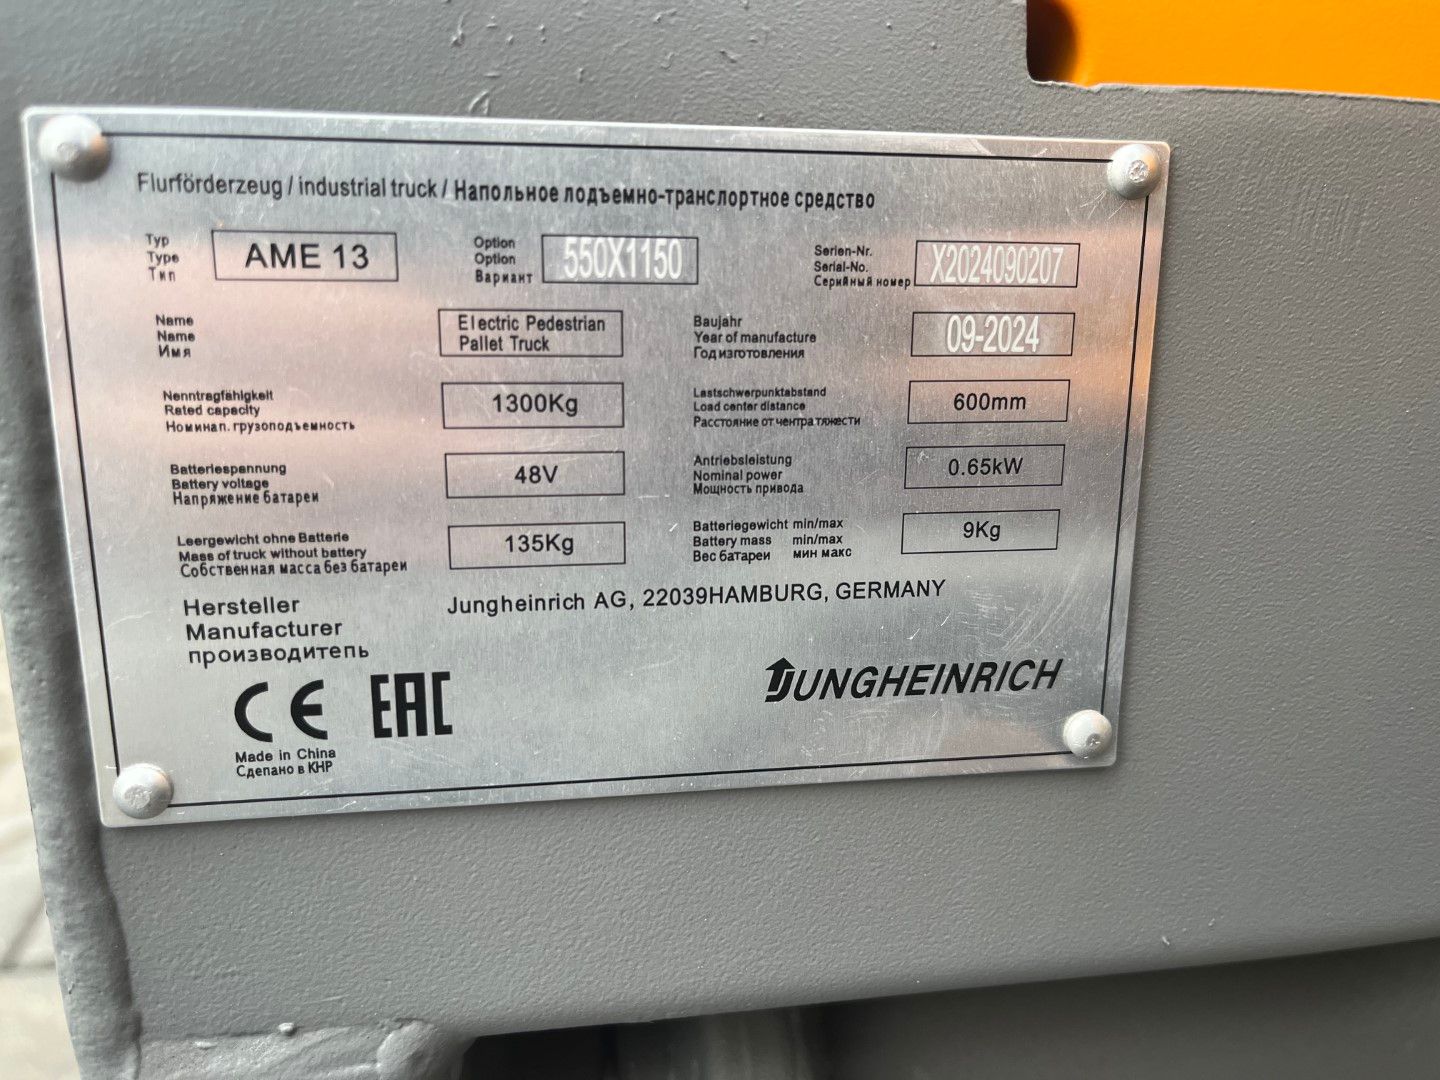 Flurförderzeug / industrial truck / Напольное лодъемно-транслортное средство
Typ
Type
Тип
AME 13
Option
Option
Вариант
550X1150
Serien-Nr.
Serial-No.
Серийный номер
X2024090207
Name
Name
Имя
Electric Pedestrian
Pallet Truck
Baujahr
Year of manufacture
Год изготовления
09-2024
Nenntragfähigkeit
Rated capacity
Номинал. грузоподъемность
1300Kg
Lastschwerpunktabstand
Load center distance
Расстояние от чентра тяжести
600mm
Batteriespannung
Battery voltage
Напряжение батареи
48V
Antriebsleistung
Nominal power
Мощность привода
0.65kW
Leergewicht ohne Batterie
Mass of truck without battery
Собственная масса без батареи
135Kg
Batteriegewicht min/max
Battery mass min/max
Вес батареи мин макс
9Kg
Hersteller
Manufacturer
производитель
Jungheinrich AG, 22039HAMBURG, GERMANY
CE EAC
Made in China
Сделано в КНР
JUNGHEINRICH